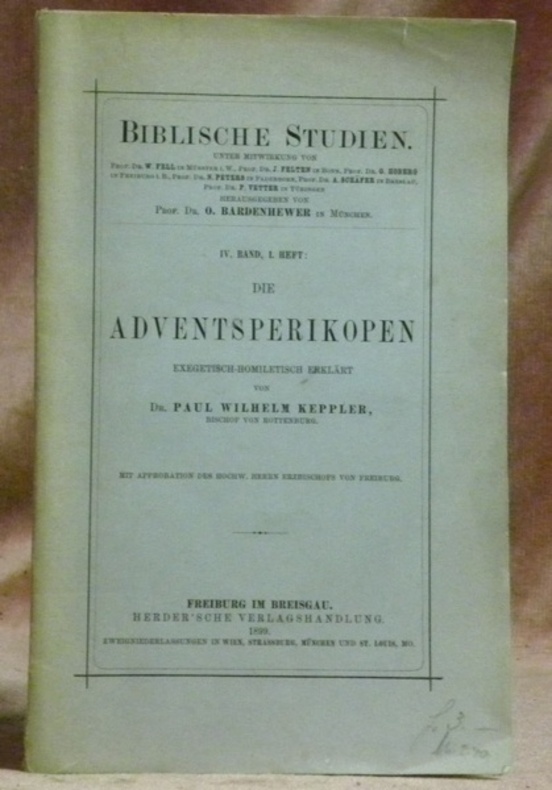 BIBLISCHE STUDIEN.
UNTER MITWIRKUNG VON
PROF. DR. W. FELL IN MÜNSTER I. W., PROF. DR. J. FELTEN IN BONN, PROF. DR. G. HOBERG
IN FREIBURG I. B., PROF. DR. N. PETERS IN PADERBORN, PROF. DR. A. SCHÄFER IN BRESLAU,
PROF. DR. P. VETTER IN TÜBINGEN
HERAUSGEGEBEN VON
PROF. DR. O. BARDENHEWER IN MÜNCHEN.
IV. BAND, 1. HEFT:
DIE
ADVENTSPERIKOPEN
EXEGETISCH-HOMILETISCH ERKLÄRT
VON
DR. PAUL WILHELM KEPPLER,
BISCHOF VON ROTTENBURG.
MIT APPROBATION DES HOCHW. HERRN ERZBISCHOFS VON FREIBURG.
FREIBURG IM BREISGAU.
HERDER'SCHE VERLAGSHANDLUNG.
1899.
ZWEIGNIEDERLASSUNGEN IN WIEN, STRASSBURG, MÜNCHEN UND ST. LOUIS, MO.